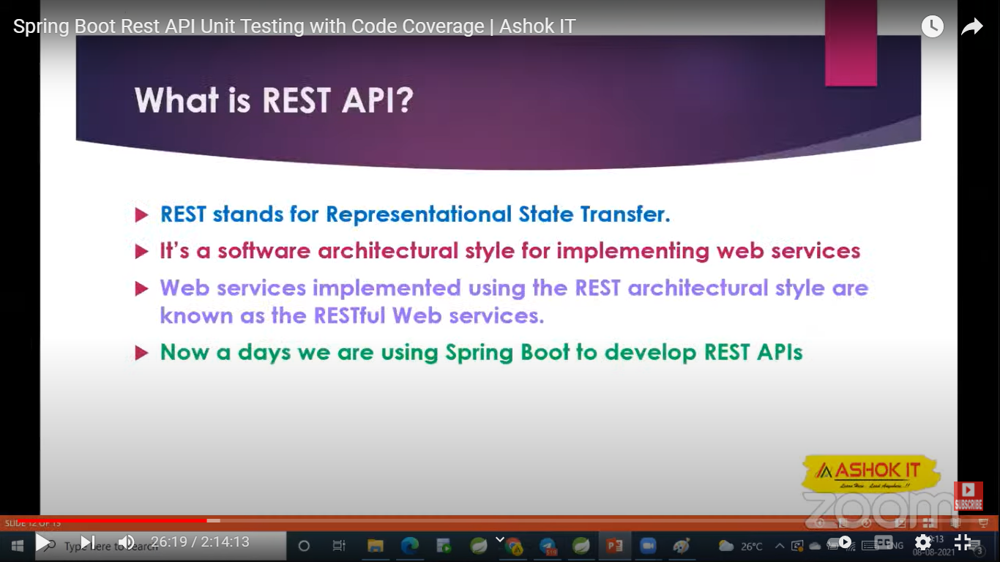 Spring Boot Rest API Unit Testing with Code Coverage | Ashok IT
What is REST API?
REST stands for Representational State Transfer.
It's a software architectural style for implementing web services
Web services implemented using the REST architectural style are
known as the RESTful Web services.
Now a days we are using Spring Boot to develop REST APIs
ASHOK IT
Learn Here.. Lead Anywhere..!!
zoom
SUBSCRIBE
SLIDE 12 OF 15
Type here to search
26:19 / 2:14:13
26°C
ENG
08-08-2021